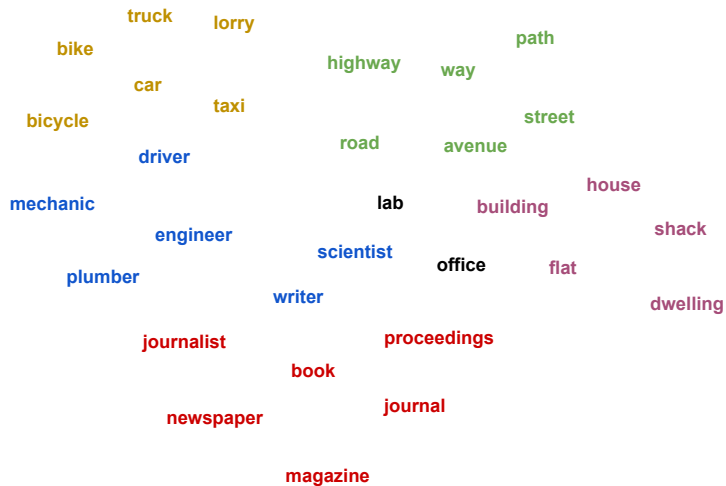 truck
lorry
path
bike
highway
way
car
taxi
street
bicycle
road
avenue
driver
house
mechanic
lab
building
shack
engineer
scientist
office
flat
plumber
writer
dwelling
journalist
proceedings
book
journal
newspaper
magazine